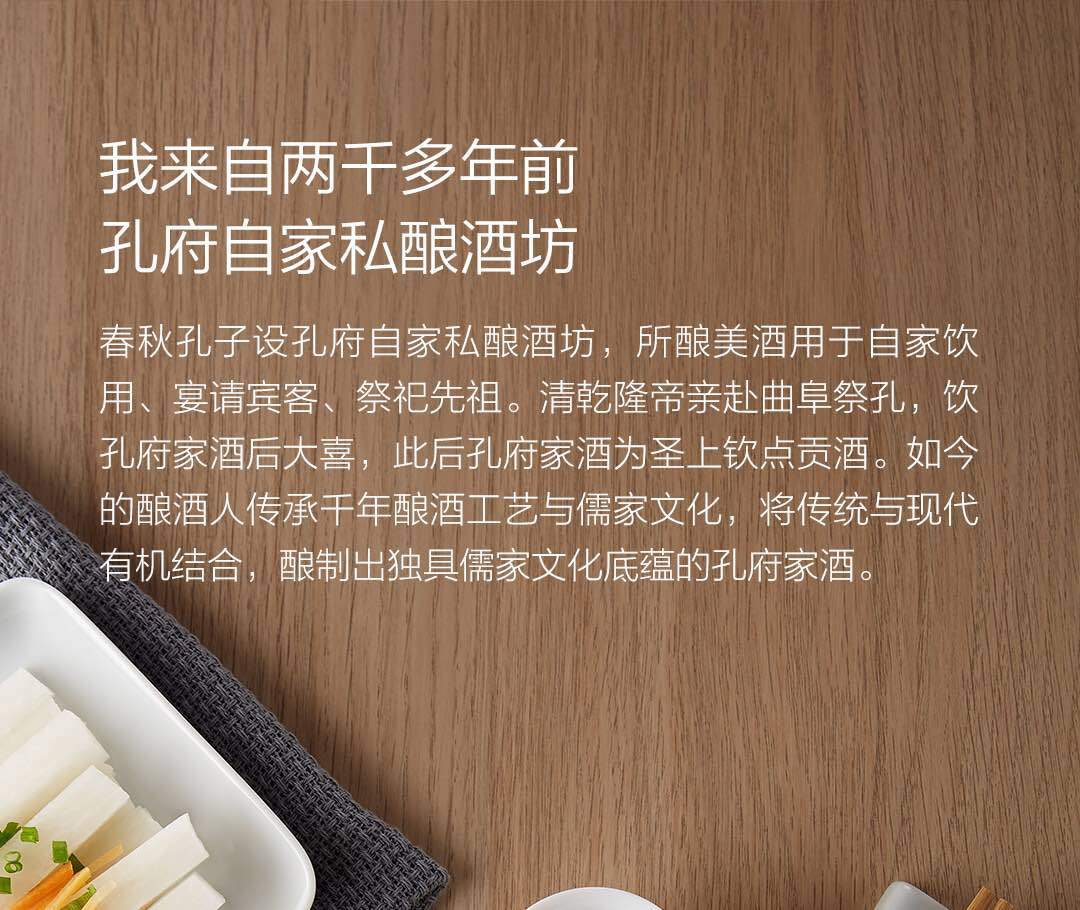 我来自两千多年前
孔府自家私酿酒坊
春秋孔子设孔府自家私酿酒坊，所酿美酒用于自家饮
用、宴请宾客、祭祀先祖。清乾隆帝亲赴曲阜祭孔，饮
孔府家酒后大喜，此后孔府家酒为圣上钦点贡酒。如今
的酿酒人传承千年酿酒工艺与儒家文化，将传统与现代
有机结合，酿制出独具儒家文化底蕴的孔府家酒。